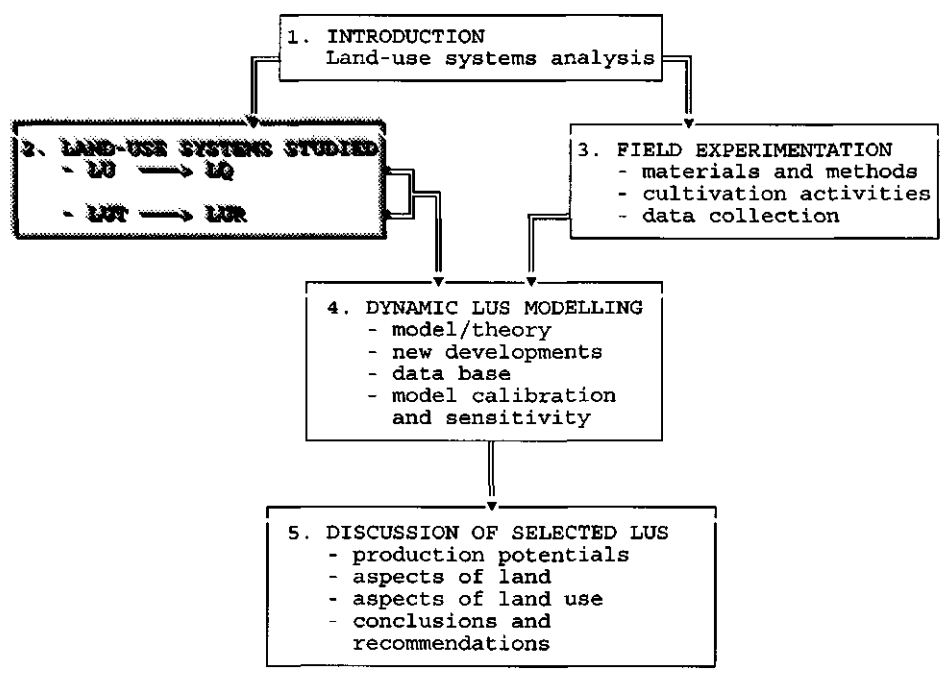 1. INTRODUCTION
Land-use systems analysis
2. LAND-USE SYSTEMS STUDIED
- LU → LQ
- LUT → LUR
3. FIELD EXPERIMENTATION
- materials and methods
- cultivation activities
- data collection
4. DYNAMIC LUS MODELLING
- model/theory
- new developments
- data base
- model calibration
and sensitivity
5. DISCUSSION OF SELECTED LUS
- production potentials
- aspects of land
- aspects of land use
- conclusions and
recommendations